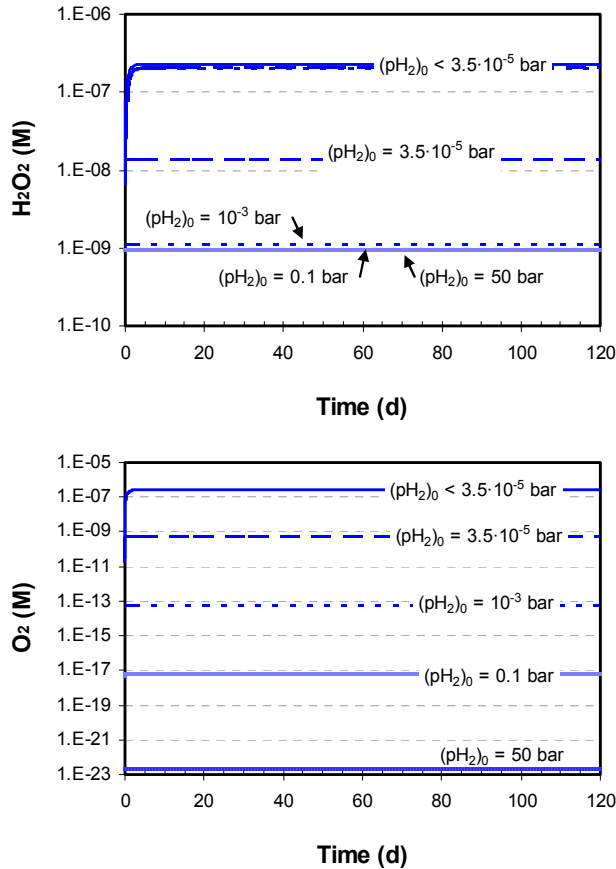 1.E-06
(pH₂)₀ < 3.5·10⁻⁵ bar
1.E-07
(pH₂)₀ = 3.5·10⁻⁵ bar
1.E-08
(pH₂)₀ = 10⁻³ bar
1.E-09
(pH₂)₀ = 0.1 bar
(pH₂)₀ = 50 bar
1.E-10
H₂O₂ (M)
0 20 40 60 80 100 120
Time (d)
1.E-05
(pH₂)₀ < 3.5·10⁻⁵ bar
1.E-07
1.E-09
(pH₂)₀ = 3.5·10⁻⁵ bar
1.E-11
1.E-13
(pH₂)₀ = 10⁻³ bar
1.E-15
1.E-17
(pH₂)₀ = 0.1 bar
1.E-19
1.E-21
(pH₂)₀ = 50 bar
1.E-23
O₂ (M)
0 20 40 60 80 100 120
Time (d)